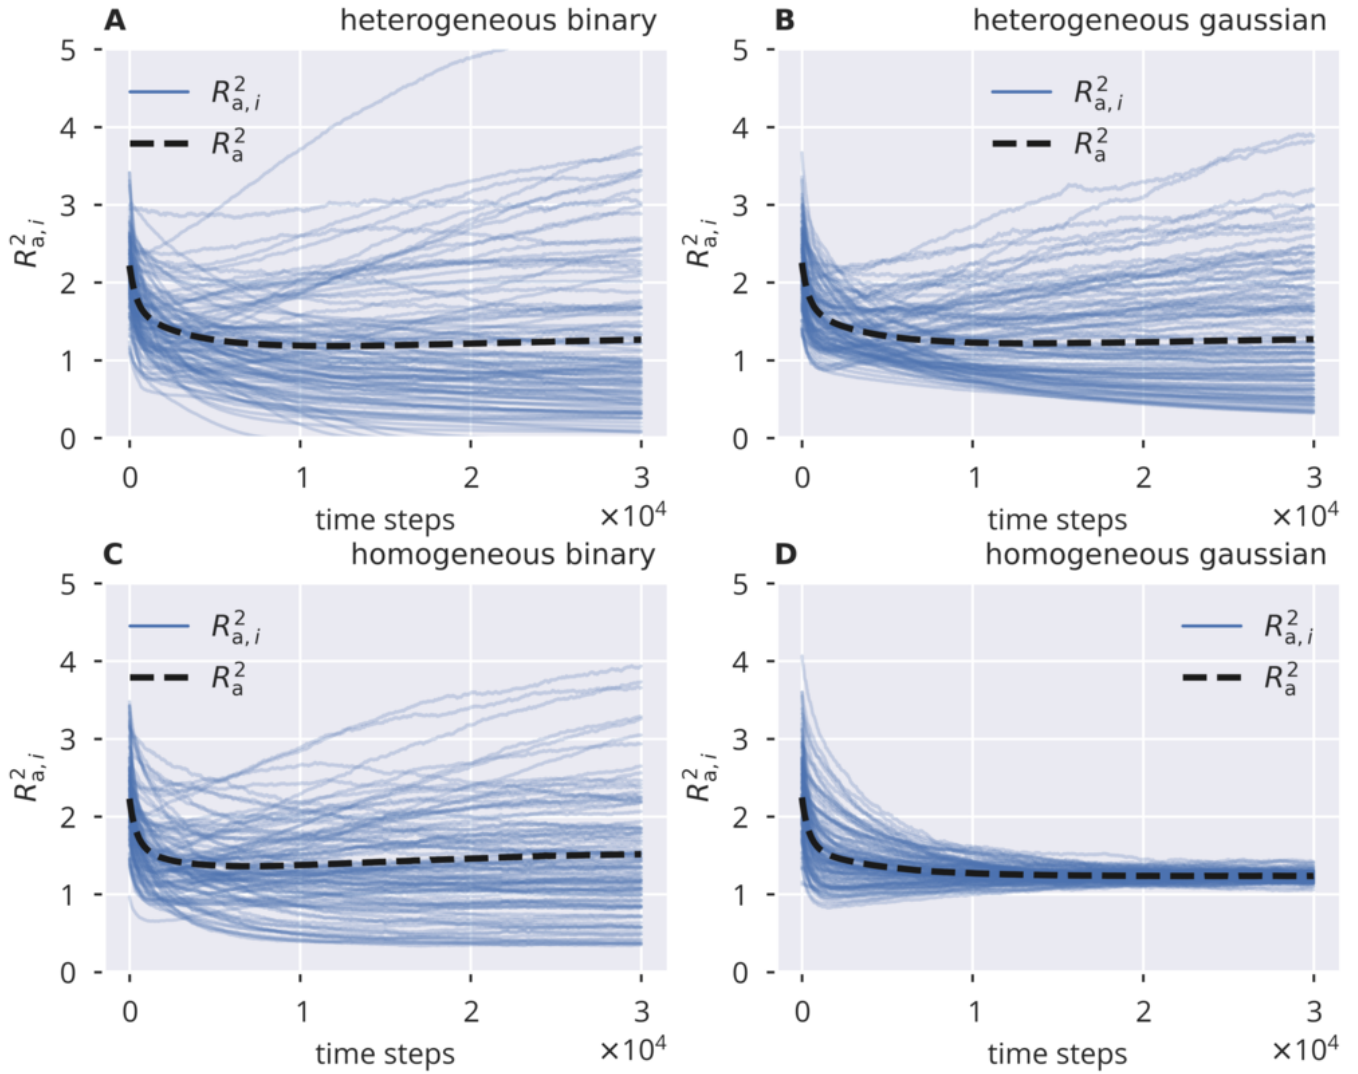 A heterogeneous binary
5
4
3
2
1
0
R²a,i
R²a
R²a,i
0 1 2 3
time steps ×10⁴
B heterogeneous gaussian
5
4
3
2
1
0
R²a,i
R²a
R²a,i
0 1 2 3
time steps ×10⁴
C homogeneous binary
5
4
3
2
1
0
R²a,i
R²a
R²a,i
0 1 2 3
time steps ×10⁴
D homogeneous gaussian
5
4
3
2
1
0
R²a,i
R²a
R²a,i
0 1 2 3
time steps ×10⁴